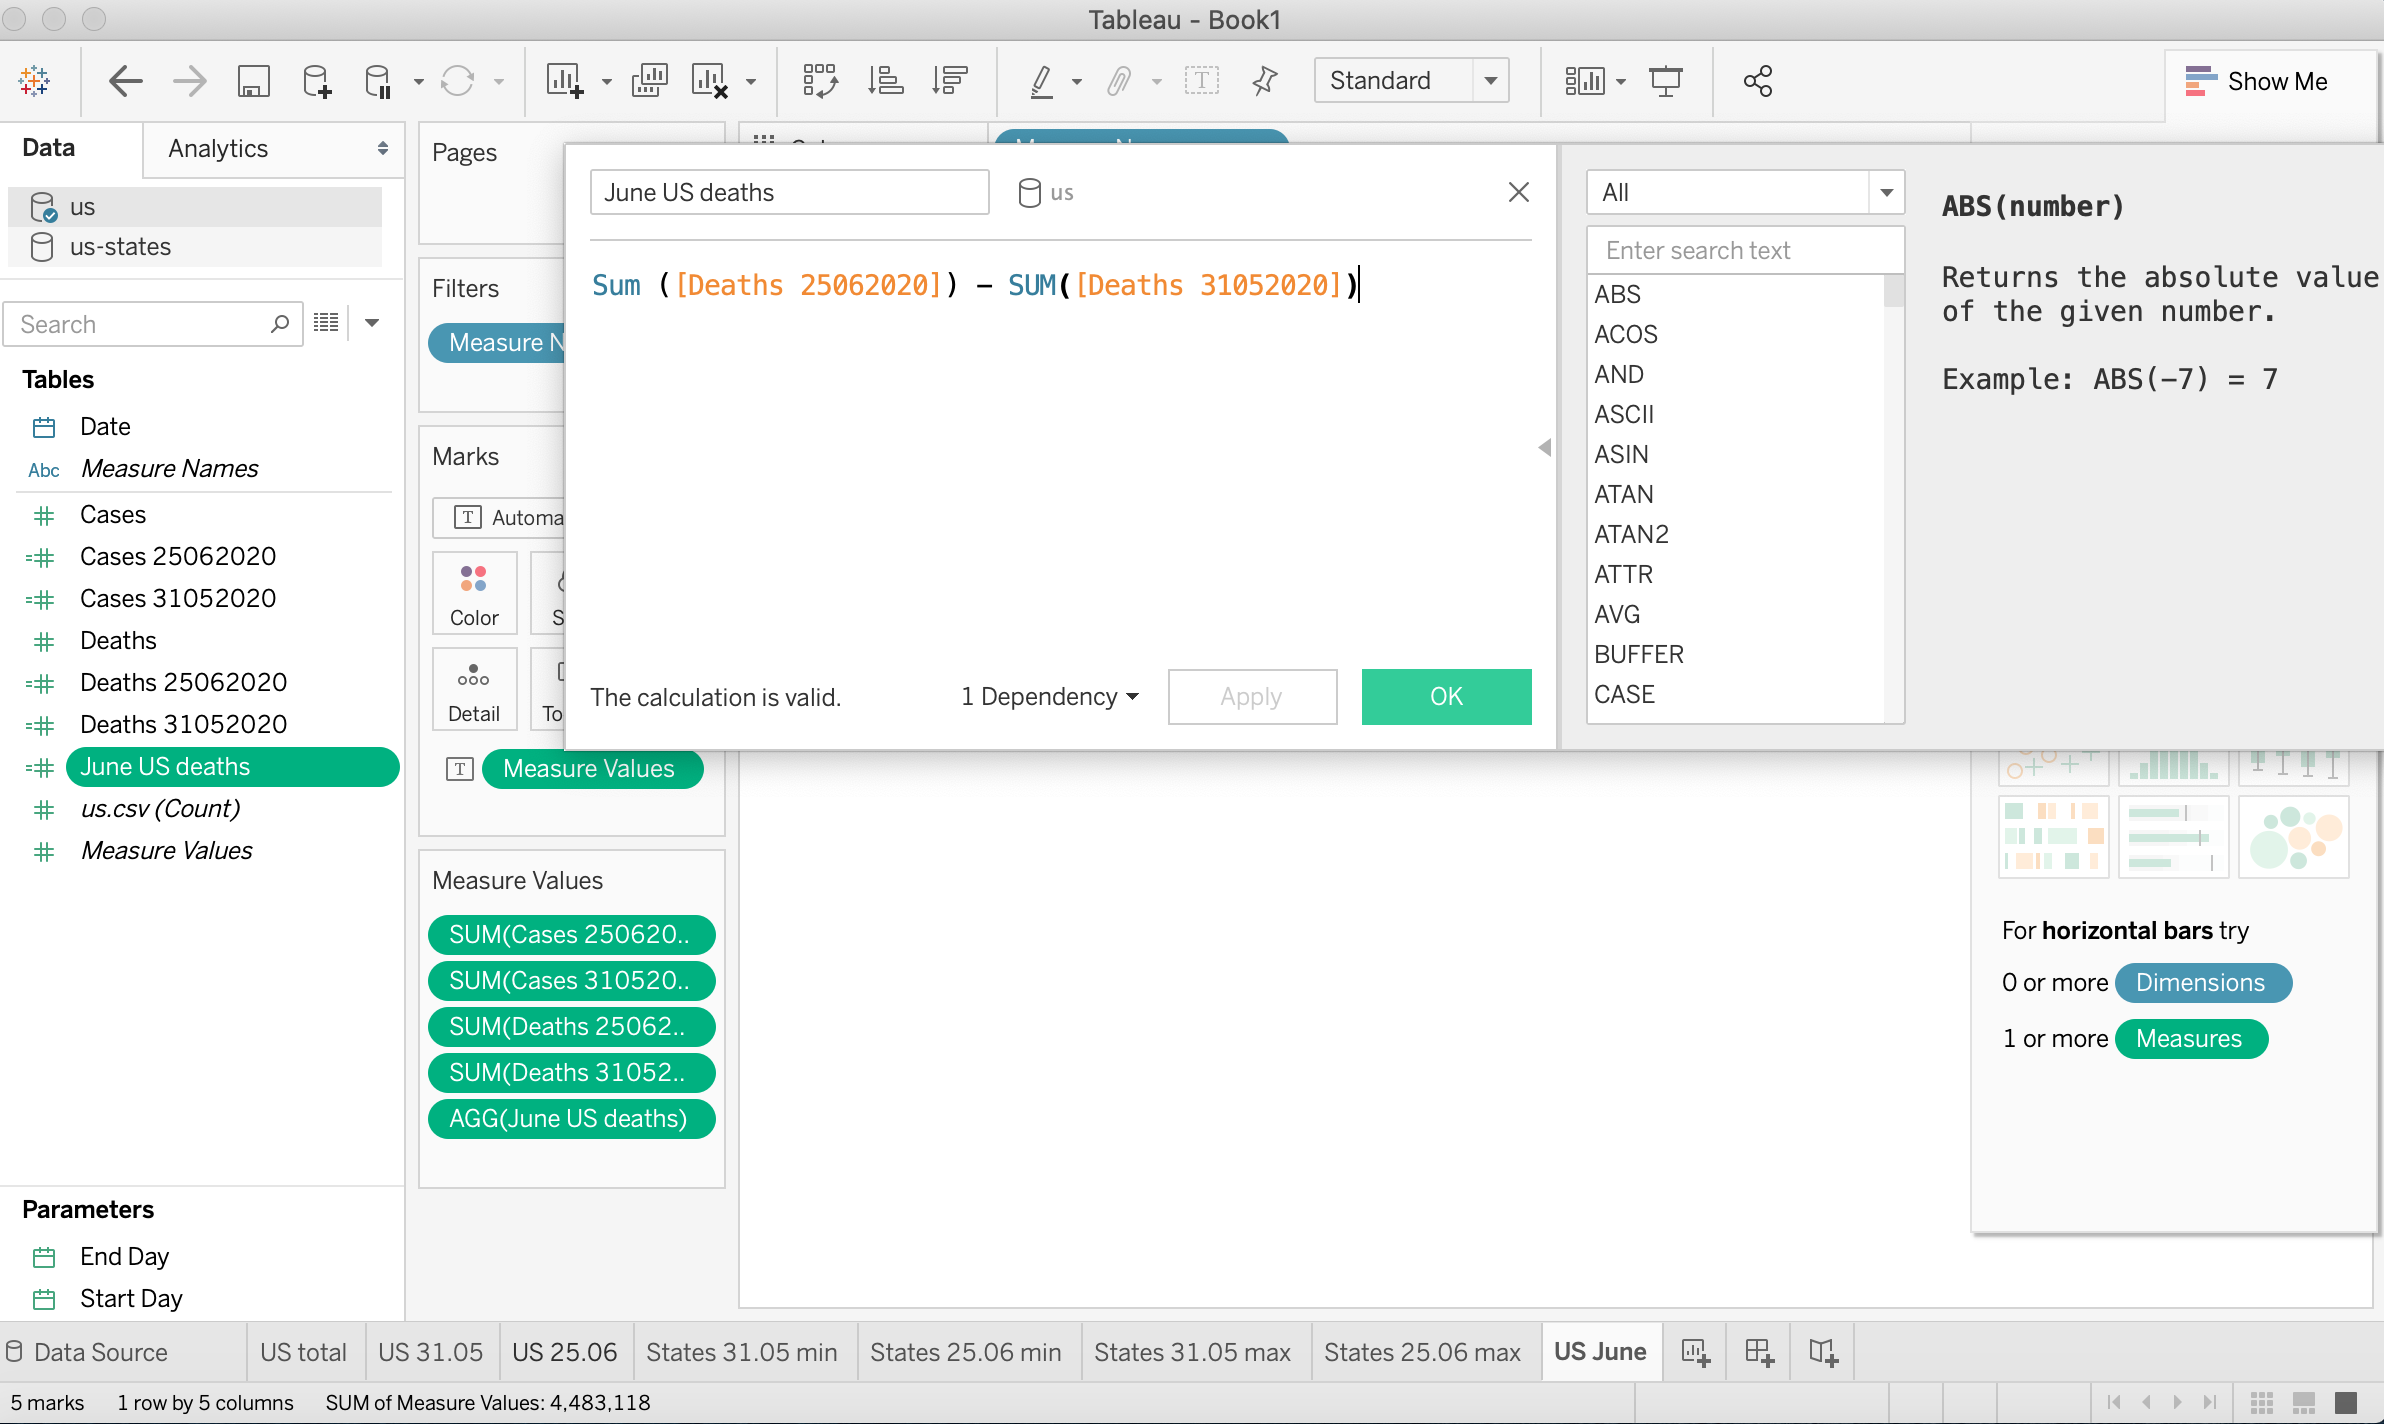 Tableau - Book1
Standard
Show Me
Data
Analytics
us
us-states
Search
Tables
Date
Abc Measure Names
Cases
Cases 25062020
Cases 31052020
Deaths
Deaths 25062020
Deaths 31052020
June US deaths
us.csv (Count)
Measure Values
Parameters
End Day
Start Day
Pages
Filters
Measure N
Marks
T Automa
Color
S
Detail
To
T Measure Values
Measure Values
SUM(Cases 250620..
SUM(Cases 310520..
SUM(Deaths 25062..
SUM(Deaths 31052..
AGG(June US deaths)
June US deaths
us
Sum ([Deaths 25062020]) - SUM([Deaths 31052020])
The calculation is valid.
1 Dependency
Apply
OK
All
Enter search text
ABS
ACOS
AND
ASCII
ASIN
ATAN
ATAN2
ATTR
AVG
BUFFER
CASE
ABS(number)
Returns the absolute value
of the given number.
Example: ABS(-7) = 7
For horizontal bars try
0 or more Dimensions
1 or more Measures
Data Source
US total
US 31.05
US 25.06
States 31.05 min
States 25.06 min
States 31.05 max
States 25.06 max
US June
5 marks
1 row by 5 columns
SUM of Measure Values: 4,483,118